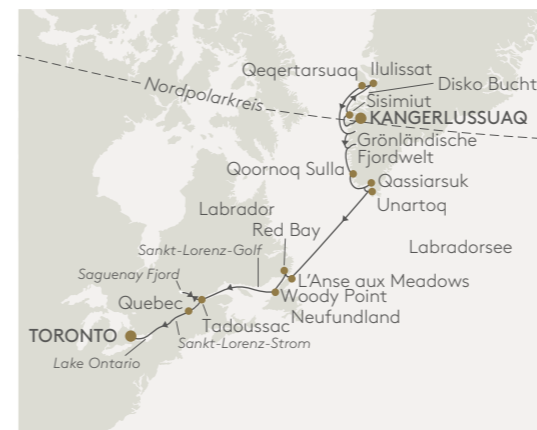 Qeqertarsuaq
Ilulissat
Disko Bucht
Nordpolarkreis
Sisimiut
KANGERLUSSUAQ
Grönländische
Fjordwelt
Qoornoq Sulla
Qassiarsuk
Unartoq
Labrador
Red Bay
Labradorsee
Sankt-Lorenz-Golf
Saguenay Fjord
L'Anse aux Meadows
Woody Point
Quebec
Neufundland
Tadoussac
TORONTO
Sankt-Lorenz-Strom
Lake Ontario